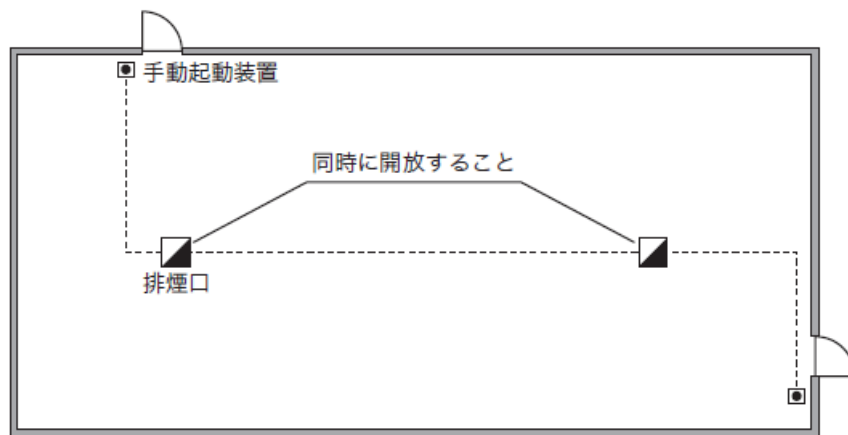 手動起動装置
同時に開放すること
排煙口